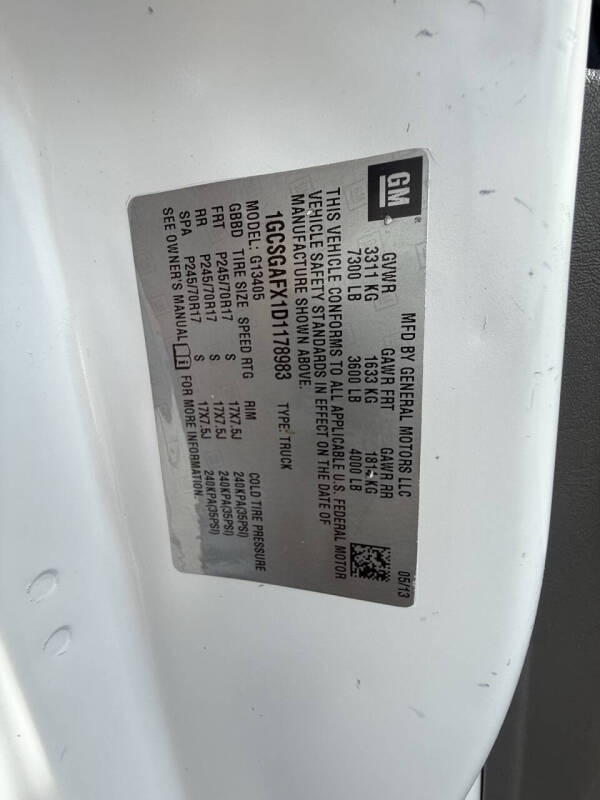 GM ®
MFD BY GENERAL MOTORS LLC 05/13
GVWR GAWR FRT GAWR RR
3311 KG 1633 KG KG
7300 LB 3600 LB 4000 LB
THIS VEHICLE CONFORMS TO ALL APPLICABLE U.S. FEDERAL MOTOR
VEHICLE SAFETY STANDARDS IN EFFECT ON THE DATE OF
MANUFACTURE SHOWN ABOVE.
1GCSGAFX1D1178983 TYPE: TRUCK
MODEL: G13405
GBBD TIRE SIZE SPEED RTG RIM COLD TIRE PRESSURE
FRT P245/70R17 S 17X7.5J 240KPA(35PSI)
RR P245/70R17 S 17X7.5J 240KPA(35PSI)
SPA P245/70R17 S 17X7.5J 240KPA(35PSI)
SEE OWNER'S MANUAL FOR MORE INFORMATION.